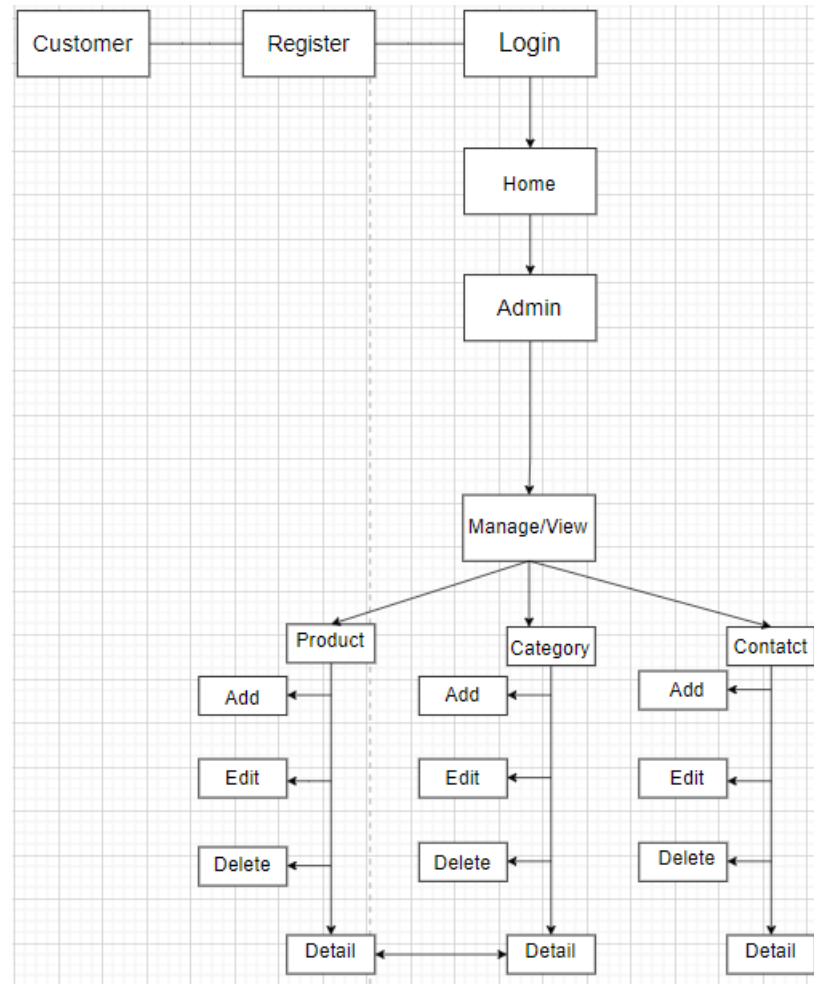 Customer
Register
Login
Home
Admin
Manage/View
Product
Category
Contatct
Add
Add
Add
Edit
Edit
Edit
Delete
Delete
Delete
Detail
Detail
Detail